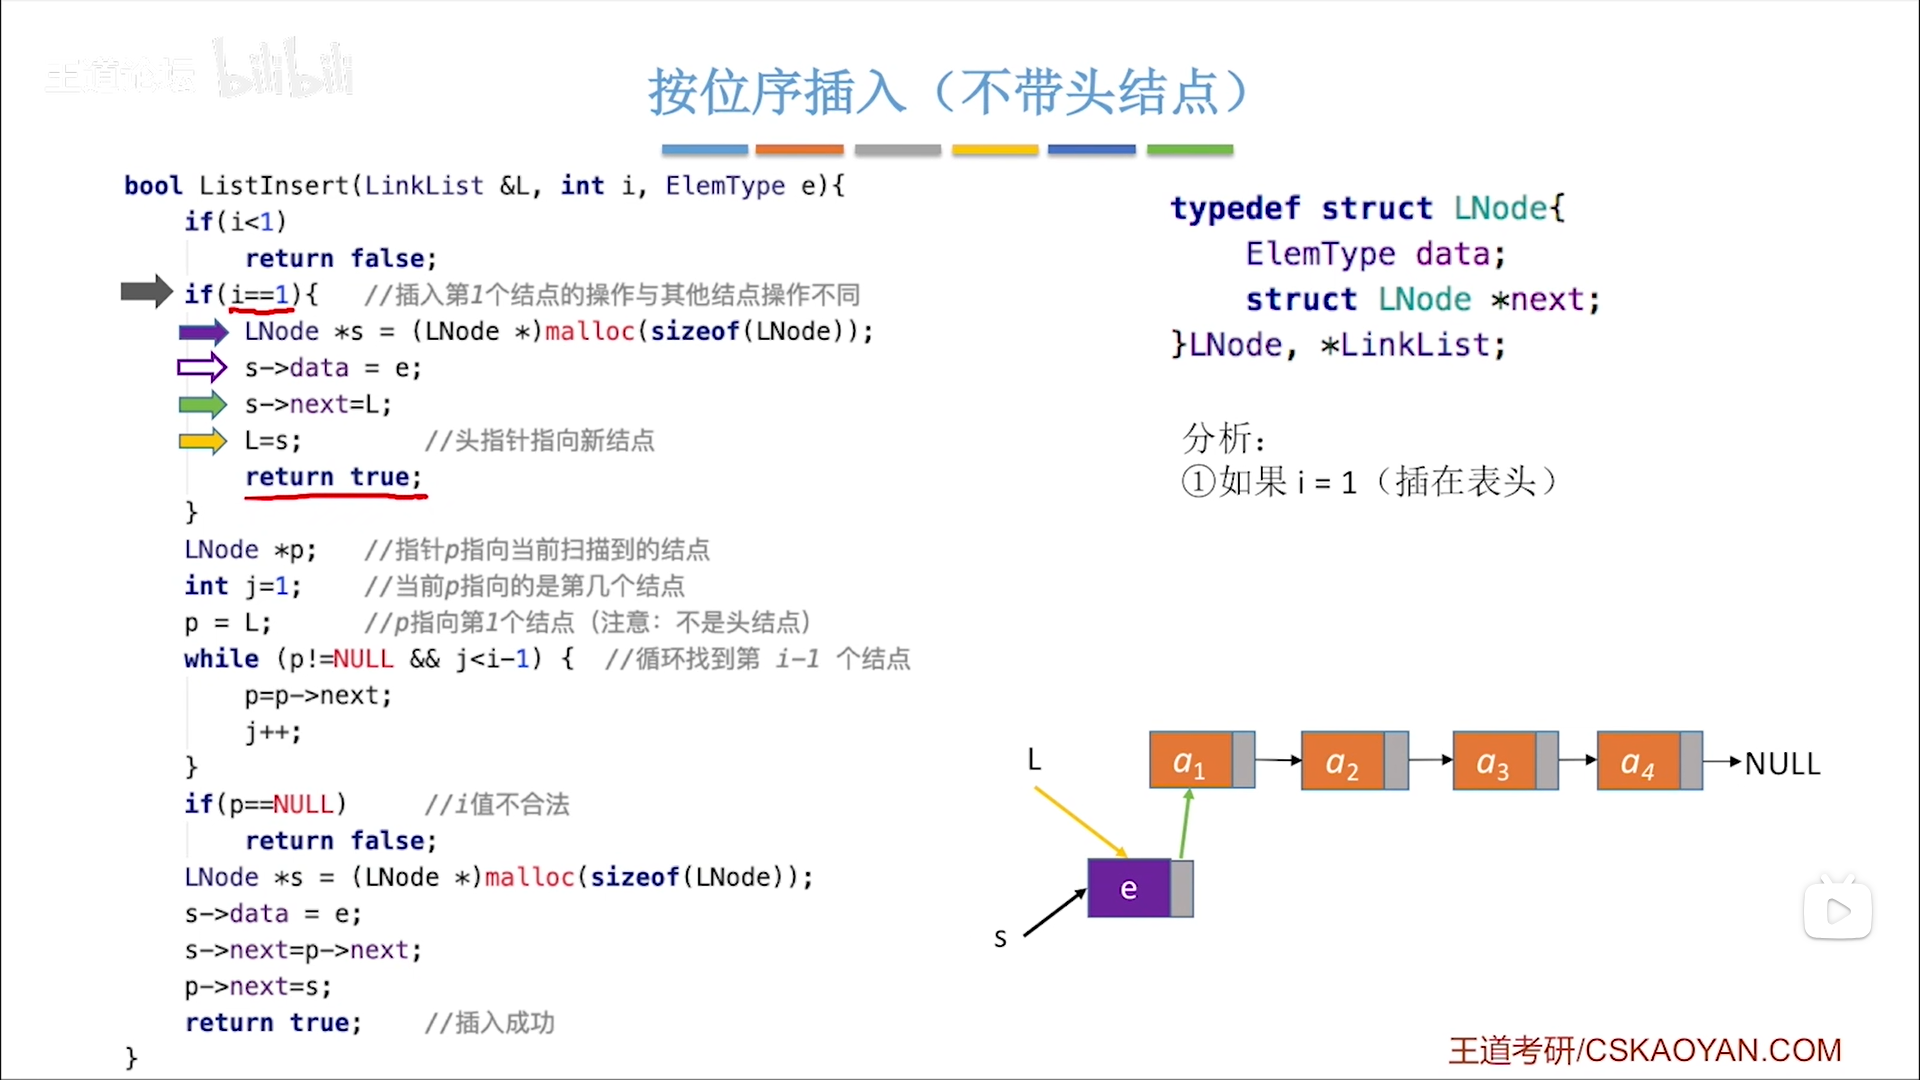 王道论坛 bilibili
按位序插入（不带头结点）
bool ListInsert(LinkList &L, int i, ElemType e){
if(i<1)
return false;
if(i==1){ //插入第1个结点的操作与其他结点操作不同
LNode *s = (LNode *)malloc(sizeof(LNode));
s->data = e;
s->next=L;
L=s; //头指针指向新结点
return true;
}
LNode *p; //指针p指向当前扫描到的结点
int j=1; //当前p指向的是第几个结点
p = L; //p指向第1个结点（注意：不是头结点）
while (p!=NULL && j<i-1) { //循环找到第 i-1 个结点
p=p->next;
j++;
}
if(p==NULL) //i值不合法
return false;
LNode *s = (LNode *)malloc(sizeof(LNode));
s->data = e;
s->next=p->next;
p->next=s;
return true; //插入成功
}
typedef struct LNode{
ElemType data;
struct LNode *next;
}LNode, *LinkList;
分析：
①如果 i = 1（插在表头）
L a1 a2 a3 a4 NULL
e
s
王道考研/CSKAOYAN.COM